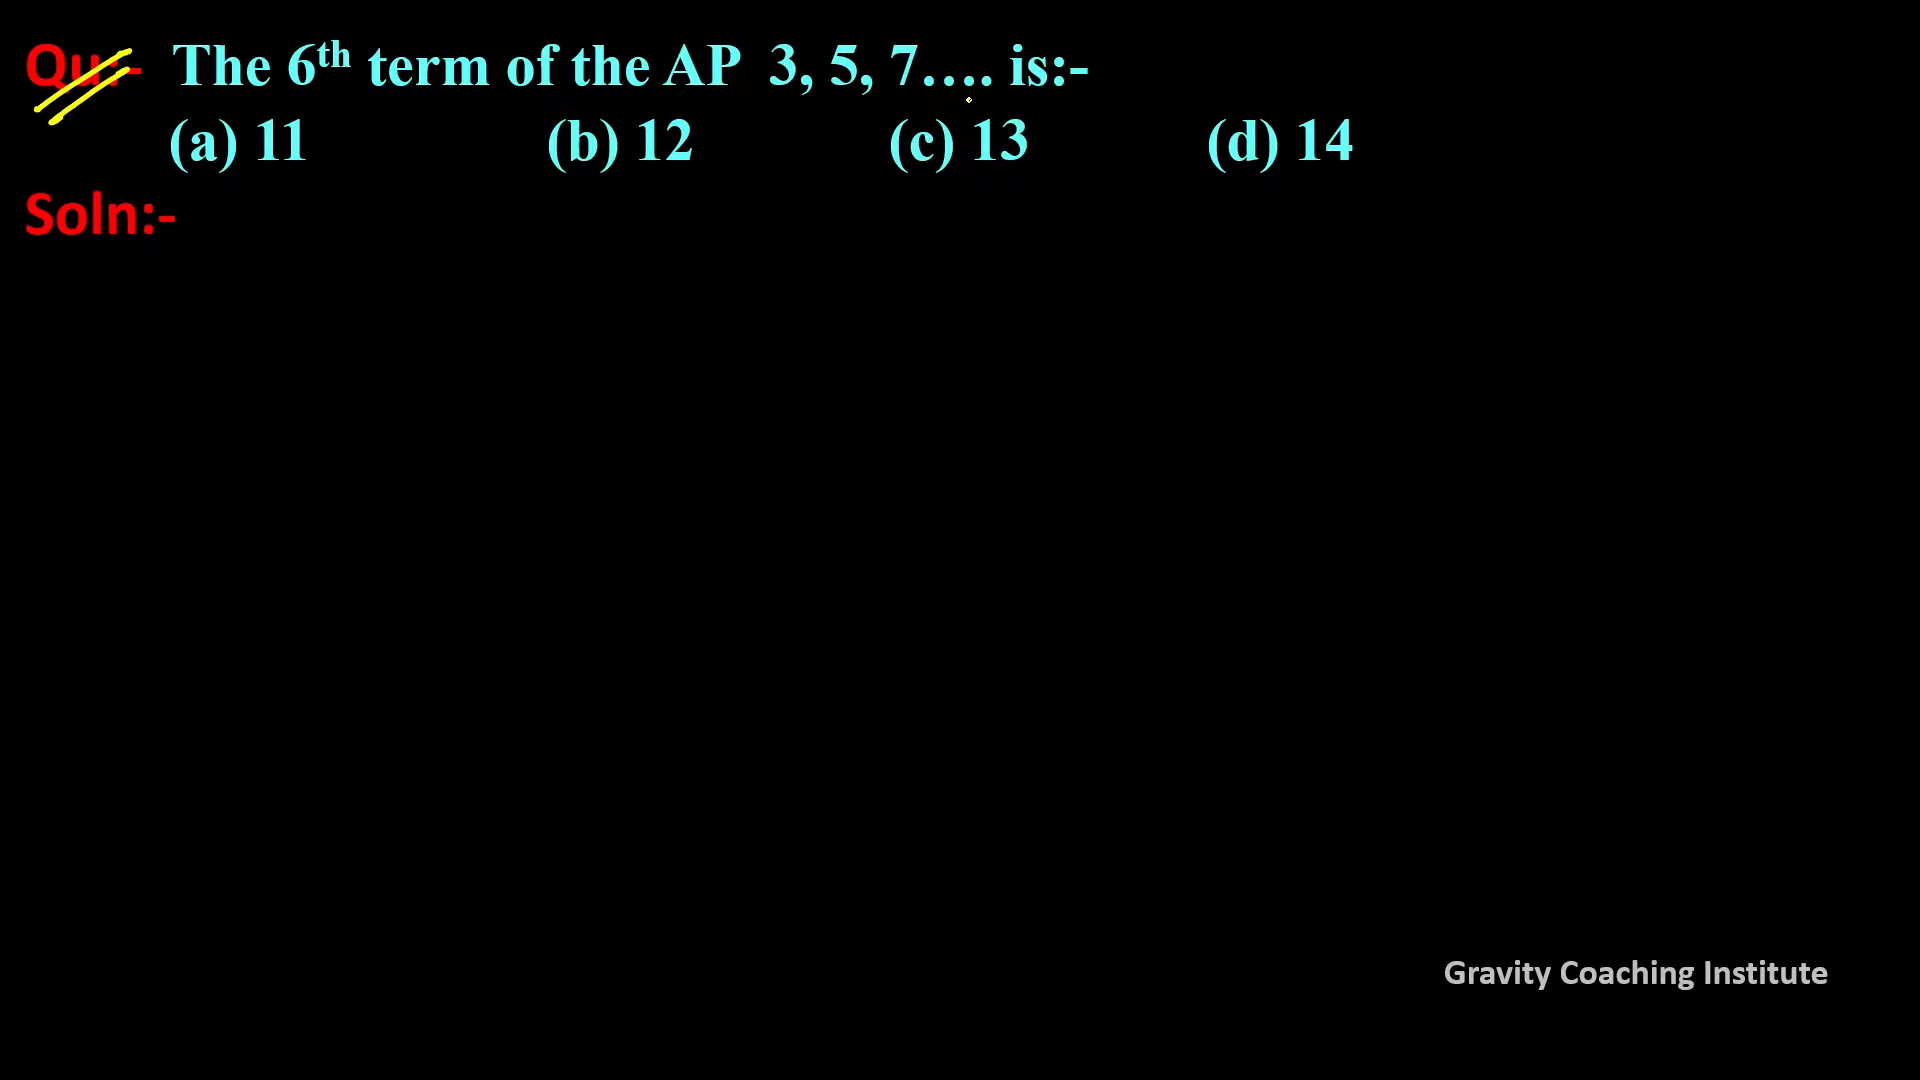 Qu:- The 6th term of the AP 3, 5, 7.... is:-
(a) 11 (b) 12 (c) 13 (d) 14
Soln:-
Gravity Coaching Institute